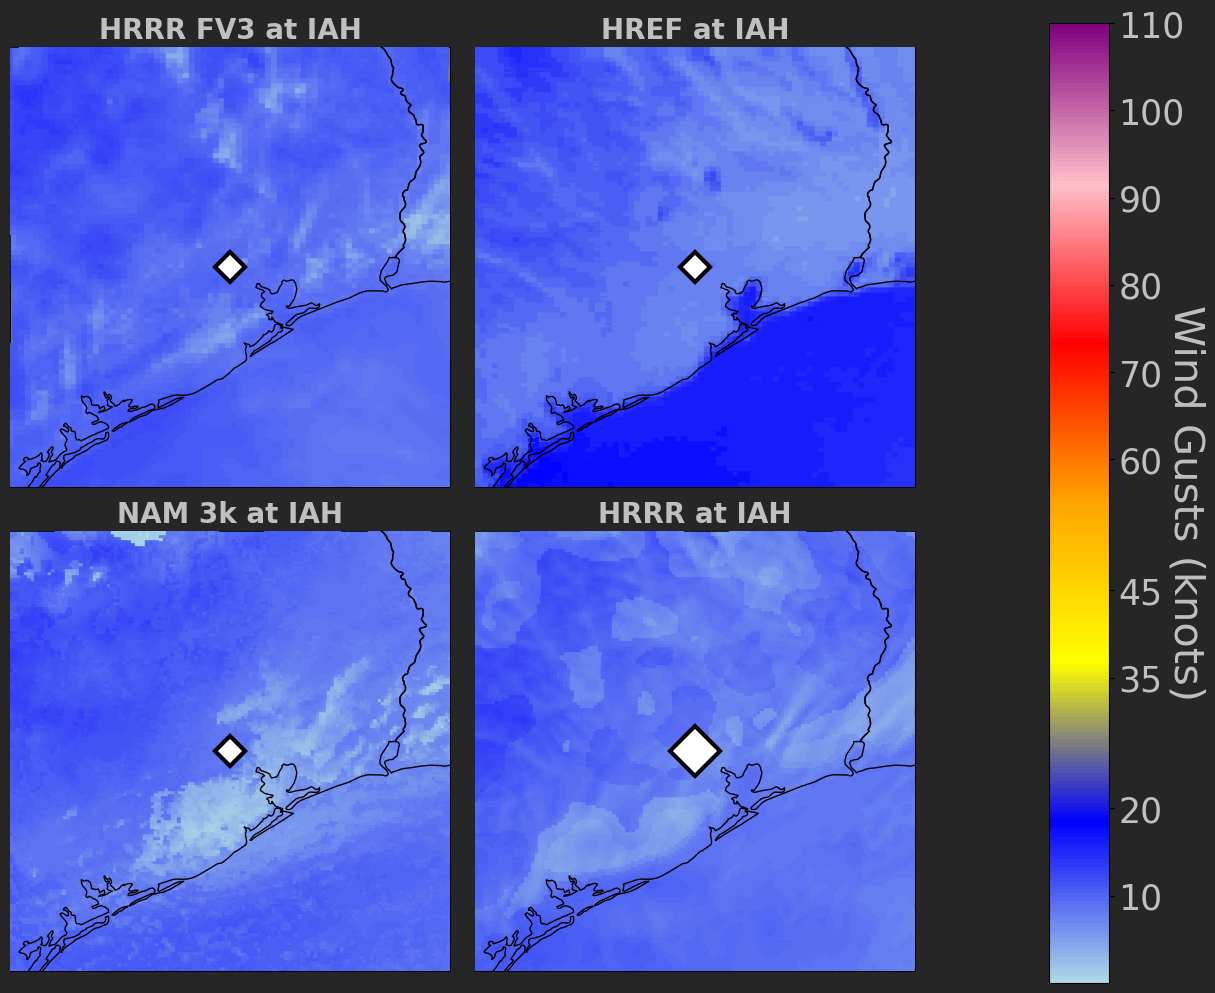 HRRR FV3 at IAH
HREF at IAH
NAM 3k at IAH
HRRR at IAH
110
100
90
80
70
60
45
35
20
10
Wind Gusts (knots)